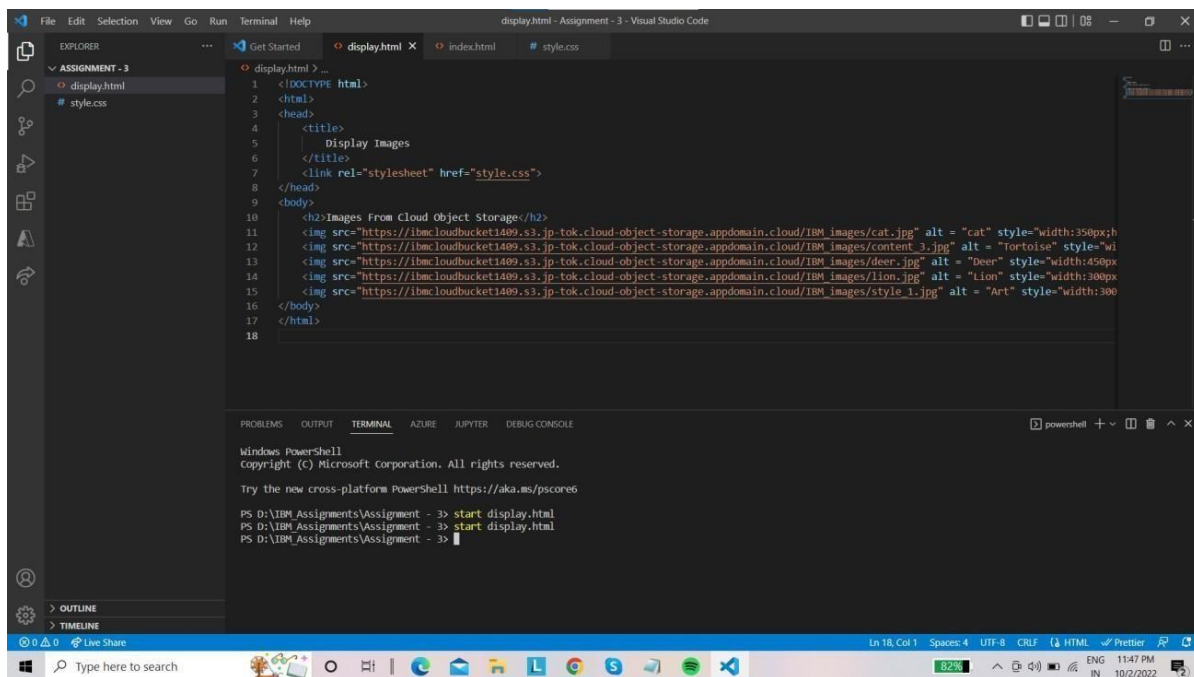 File Edit Selection View Go Run Terminal Help display.html - Assignment - 3 - Visual Studio Code
EXPLORER ... Get Started display.html index.html # style.css
ASSIGNMENT - 3
display.html
# style.css
display.html > ...
1 <!DOCTYPE html>
2 <html>
3 <head>
4 <title>
5 Display Images
6 </title>
7 <link rel="stylesheet" href="style.css">
8 </head>
9 <body>
10 <h2>Images From Cloud Object Storage</h2>
11 <img src="https://ibmcloudbucket1409.s3.jp-tok.cloud-object-storage.appdomain.cloud/IBM_images/cat.jpg" alt = "cat" style="width:350px;h
12 <img src="https://ibmcloudbucket1409.s3.jp-tok.cloud-object-storage.appdomain.cloud/IBM_images/content_3.jpg" alt = "Tortoise" style="wi
13 <img src="https://ibmcloudbucket1409.s3.jp-tok.cloud-object-storage.appdomain.cloud/IBM_images/deer.jpg" alt = "Deer" style="width:450px
14 <img src="https://ibmcloudbucket1409.s3.jp-tok.cloud-object-storage.appdomain.cloud/IBM_images/lion.jpg" alt = "Lion" style="width:300px
15 <img src="https://ibmcloudbucket1409.s3.jp-tok.cloud-object-storage.appdomain.cloud/IBM_images/style_1.jpg" alt = "Art" style="width:300
16 </body>
17 </html>
18
PROBLEMS OUTPUT TERMINAL AZURE JUPYTER DEBUG CONSOLE powershell
Windows PowerShell
Copyright (C) Microsoft Corporation. All rights reserved.
Try the new cross-platform PowerShell https://aka.ms/pscore6
PS D:\IBM_Assignments\Assignment - 3> start display.html
PS D:\IBM_Assignments\Assignment - 3> start display.html
PS D:\IBM_Assignments\Assignment - 3>
> OUTLINE
> TIMELINE
0 0 Live Share Ln 18, Col 1 Spaces: 4 UTF-8 CRLF HTML Prettier
Type here to search 82% ENG 11:47 PM
IN 10/2/2022 2